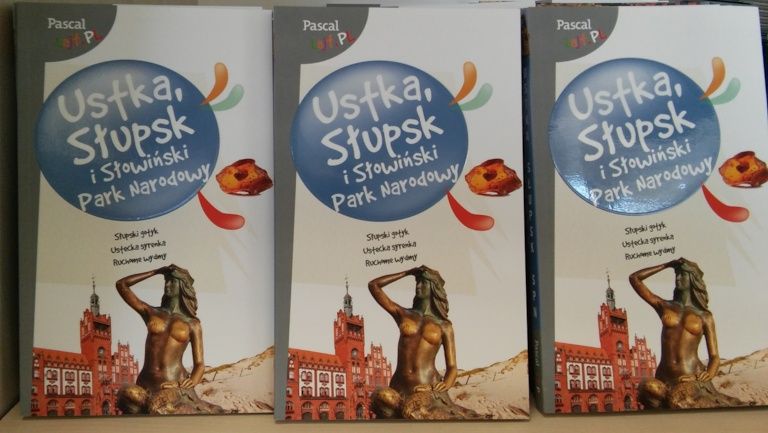 Pascal
Ustka,
Słupsk
i Słowiński
Park Narodowy
Słupski gotyk
Ustecka syrenka
Ruchome wydmy
Pascal
Ustka,
Słupsk
i Słowiński
Park Narodowy
Słupski gotyk
Ustecka syrenka
Ruchome wydmy
Pascal
Ustka,
Słupsk
i Słowiński
Park Narodowy
Słupski gotyk
Ustecka syrenka
Ruchome wydmy
Pascal